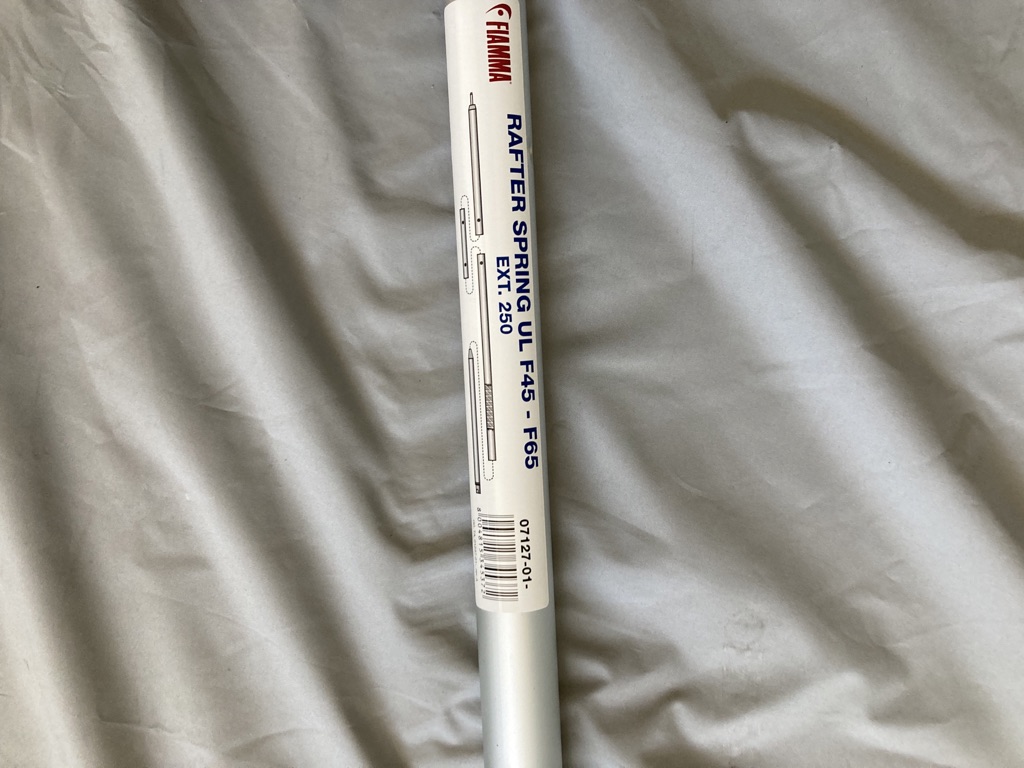 FIAMMA
RAFTER SPRING UL F45 - F65
EXT. 250
07127-01-